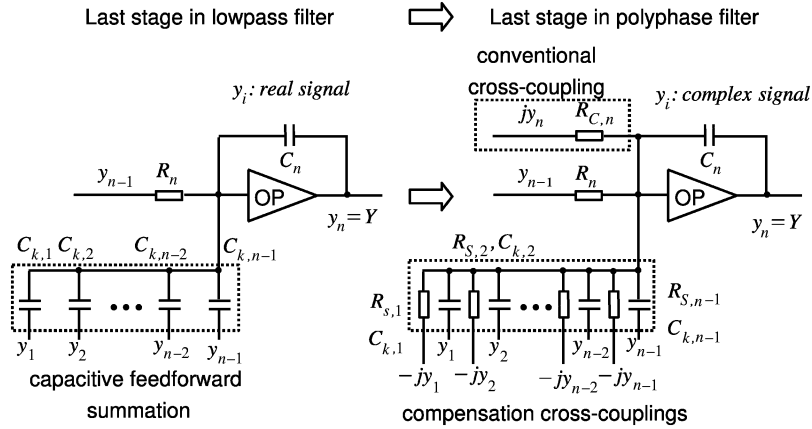 Last stage in lowpass filter
Last stage in polyphase filter
conventional
cross-coupling
y_i: real signal
y_i: complex signal
jy_n
R_{C,n}
C_n
C_n
y_{n-1}
R_n
OP
y_n=Y
y_{n-1}
R_n
OP
y_n=Y
C_{k,1} C_{k,2} C_{k,n-2} C_{k,n-1}
R_{S,2}, C_{k,2}
R_{s,1}
C_{k,1}
R_{S,n-1}
C_{k,n-1}
y_1 y_2 y_{n-2} y_{n-1}
y_1 y_2 y_{n-2} y_{n-1}
-jy_1 -jy_2 -jy_{n-2} -jy_{n-1}
capacitive feedforward
summation
compensation cross-couplings